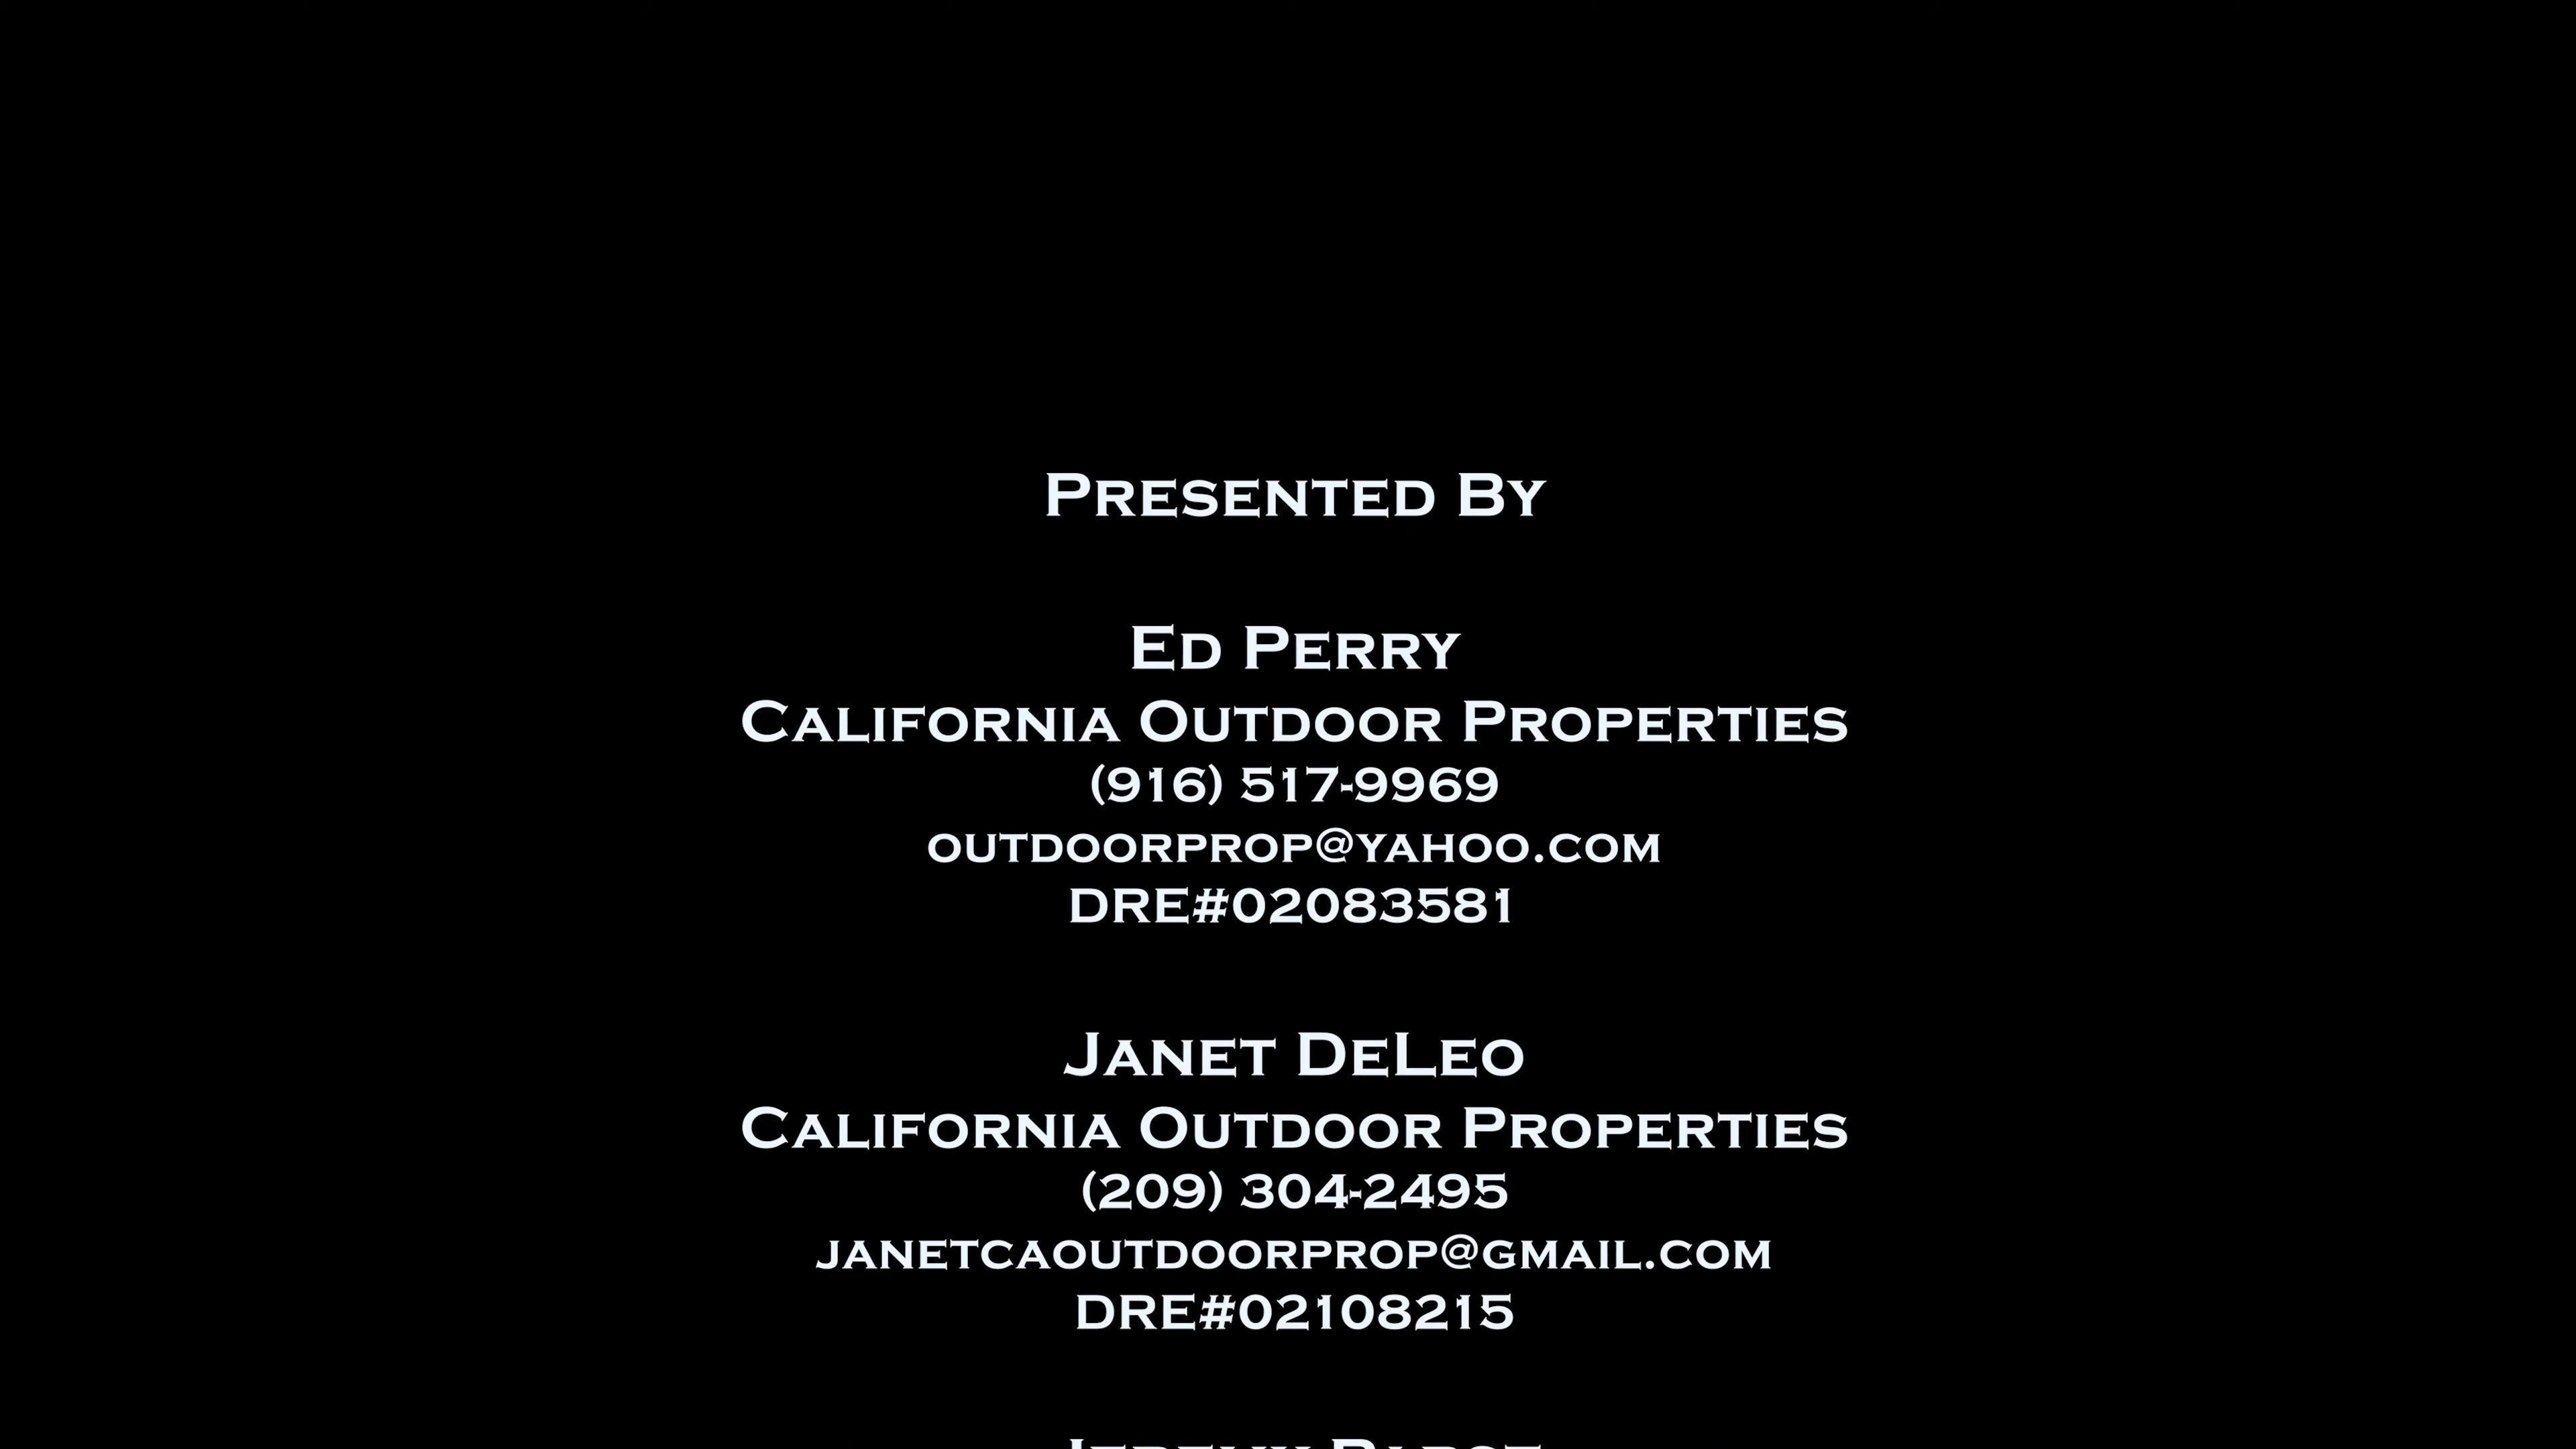 Presented By
Ed Perry
California Outdoor Properties
(916) 517-9969
outdoorprop@yahoo.com
DRE#02083581
Janet DeLeo
California Outdoor Properties
(209) 304-2495
janetcaoutdoorprop@gmail.com
DRE#02108215